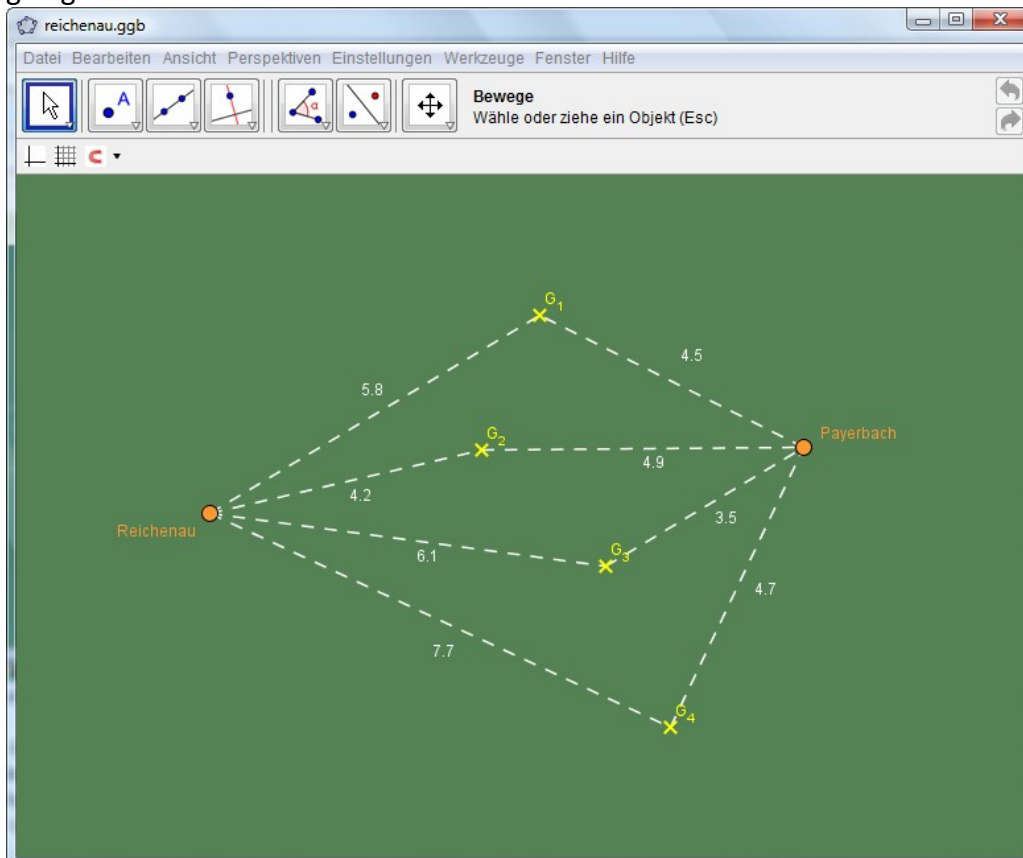 reichenau.ggb
Datei Bearbeiten Ansicht Perspektiven Einstellungen Werkzeuge Fenster Hilfe
A
α
Bewege
Wähle oder ziehe ein Objekt (Esc)
G1
4.5
5.8
G2
Payerbach
4.9
4.2
Reichenau
3.5
G3
6.1
4.7
7.7
G4